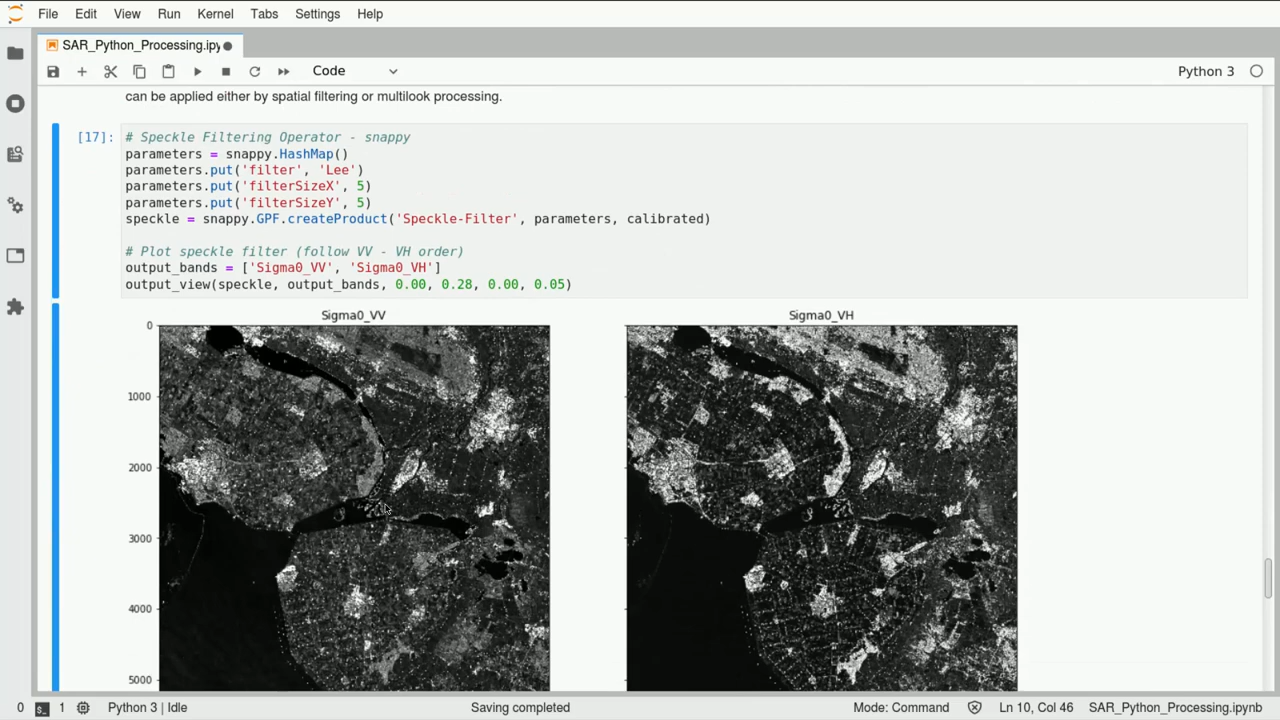 File Edit View Run Kernel Tabs Settings Help
SAR_Python_Processing.ipy
Code
Python 3
can be applied either by spatial filtering or multilook processing.
[17]:
# Speckle Filtering Operator - snappy
parameters = snappy.HashMap()
parameters.put('filter', 'Lee')
parameters.put('filterSizeX', 5)
parameters.put('filterSizeY', 5)
speckle = snappy.GPF.createProduct('Speckle-Filter', parameters, calibrated)
# Plot speckle filter (follow VV - VH order)
output_bands = ['Sigma0_VV', 'Sigma0_VH']
output_view(speckle, output_bands, 0.00, 0.28, 0.00, 0.05)
Sigma0_VV
Sigma0_VH
0
1000
2000
3000
4000
5000
0 1 Python 3 | Idle Saving completed Mode: Command Ln 10, Col 46 SAR_Python_Processing.ipynb